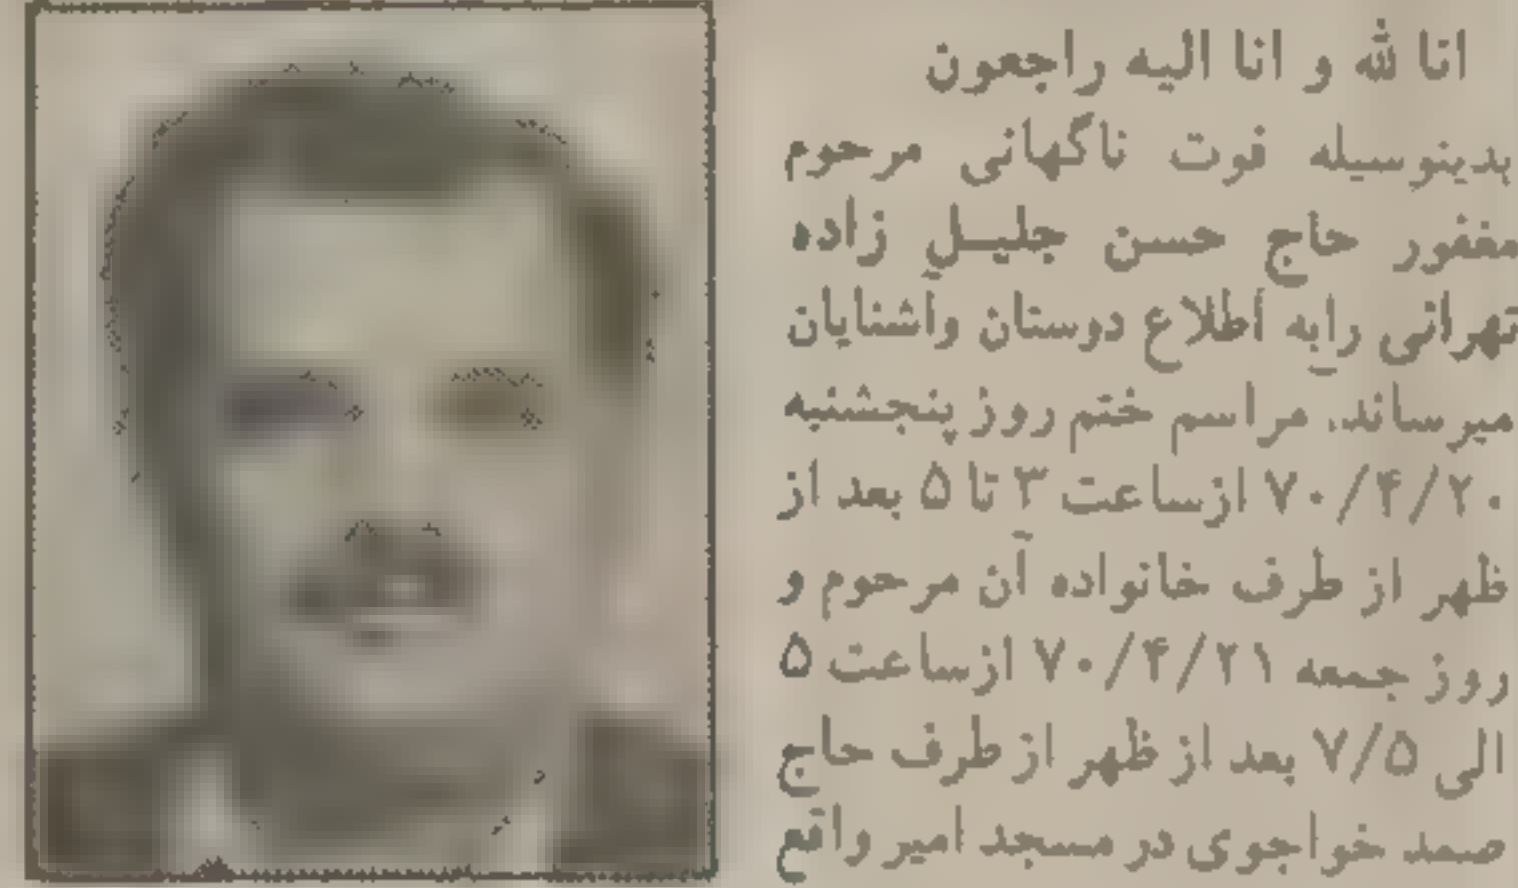 انا لله و انا الیه راجعون
بدینوسیله فوت ناگهانی مرحوم
مغفور حاج حسن جلیل زاده
تهرانی رابه اطلاع دوستان وآشنایان
میرساند. مراسم ختم روز پنجشنبه
۷۰/۴/۲۰ ازساعت ۳ تا ۵ بعد از
ظهر از طرف خانواده آن مرحوم و
روز جمعه ۷۰/۴/۲۱ ازساعت ۵
الی ۷/۵ بعد از ظهر از طرف حاج
صمد خواجوی در مسجد امیر واقع